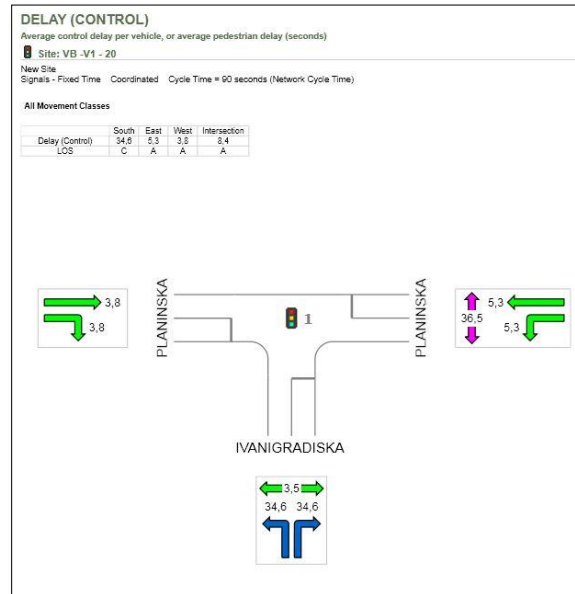 DELAY (CONTROL)
Average control delay per vehicle, or average pedestrian delay (seconds)
Site: VB -V1 - 20
New Site
Signals - Fixed Time Coordinated Cycle Time = 90 seconds (Network Cycle Time)
All Movement Classes
South East West Intersection
Delay (Control) 34,6 5,3 3,8 8,4
LOS C A A A
3,8
3,8
PLANINSKA
1
PLANINSKA
36,5
5,3
5,3
IVANIGRADISKA
3,5
34,6 34,6